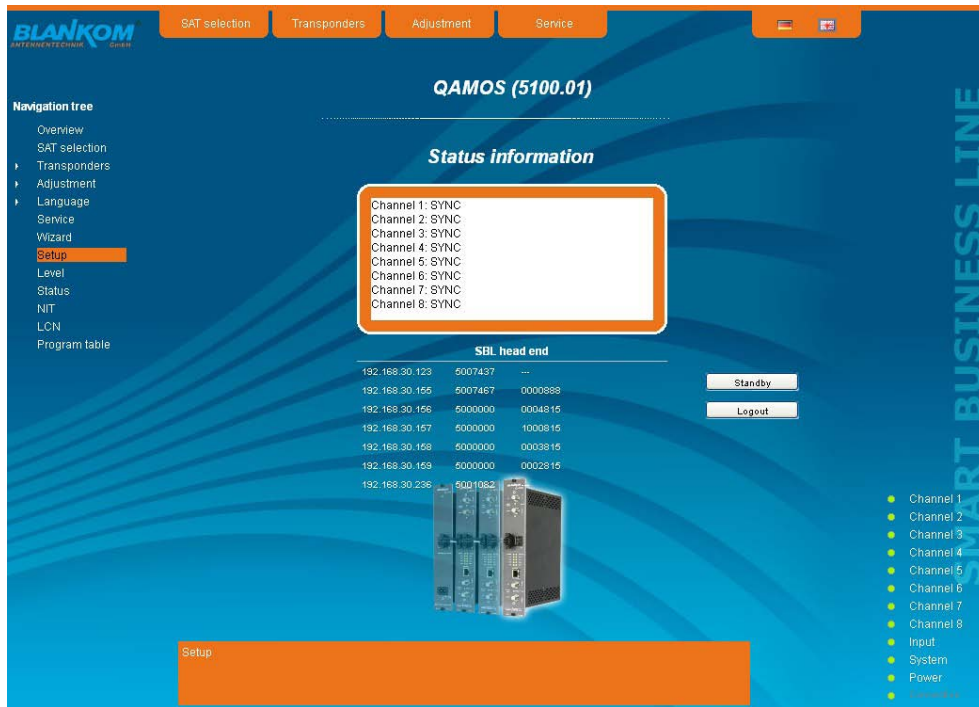 BLANKOM
ANTENNENTECHNIK GmbH
SAT selection
Transponders
Adjustment
Service
QAMOS (5100.01)
Navigation tree
Overview
SAT selection
Transponders
Adjustment
Language
Service
Wizard
Setup
Level
Status
NIT
LCN
Program table
Status information
Channel 1: SYNC
Channel 2: SYNC
Channel 3: SYNC
Channel 4: SYNC
Channel 5: SYNC
Channel 6: SYNC
Channel 7: SYNC
Channel 8: SYNC
SBL head end
192.168.30.123 5007437 ---
192.168.30.155 5007467 0000888
192.168.30.156 5000000 0004815
192.168.30.157 5000000 1000815
192.168.30.158 5000000 0003815
192.168.30.159 5000000 0002815
192.168.30.236 5001082
Standby
Logout
SMART BUSINESS LINE
Channel 1
Channel 2
Channel 3
Channel 4
Channel 5
Channel 6
Channel 7
Channel 8
Input
System
Power
Setup